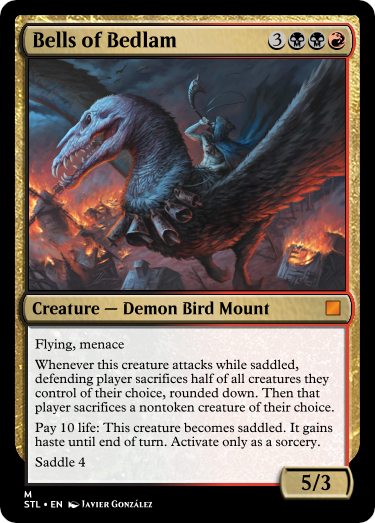 Bells of Bedlam 3
Creature — Demon Bird Mount
Flying, menace
Whenever this creature attacks while saddled,
defending player sacrifices half of all creatures they
control of their choice, rounded down. Then that
player sacrifices a nontoken creature of their choice.
Pay 10 life: This creature becomes saddled. It gains
haste until end of turn. Activate only as a sorcery.
Saddle 4
5/3
M
STL • EN Javier González